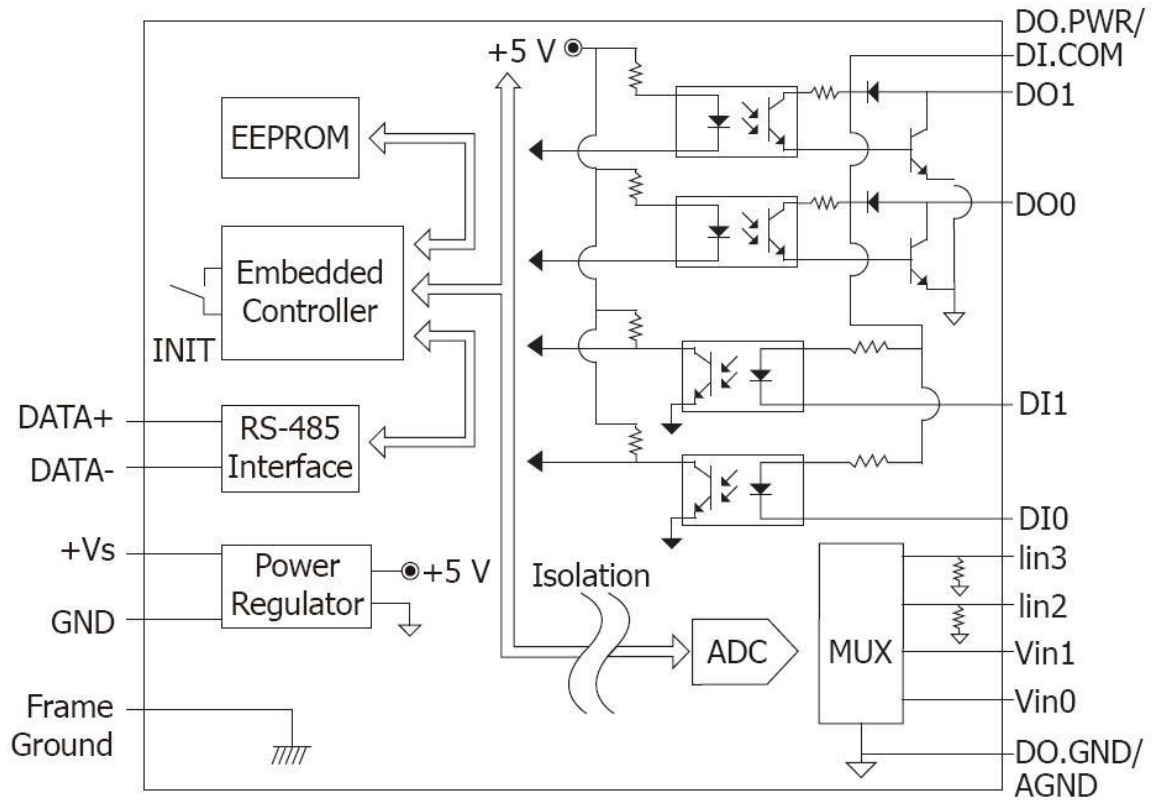 DO.PWR/
DI.COM
+5 V
DO1
EEPROM
DO0
Embedded
Controller
INIT
DATA+
DATA-
RS-485
Interface
DI1
DI0
+Vs
GND
Power
Regulator
+5 V
Isolation
ADC
MUX
Iin3
Iin2
Vin1
Vin0
Frame
Ground
DO.GND/
AGND